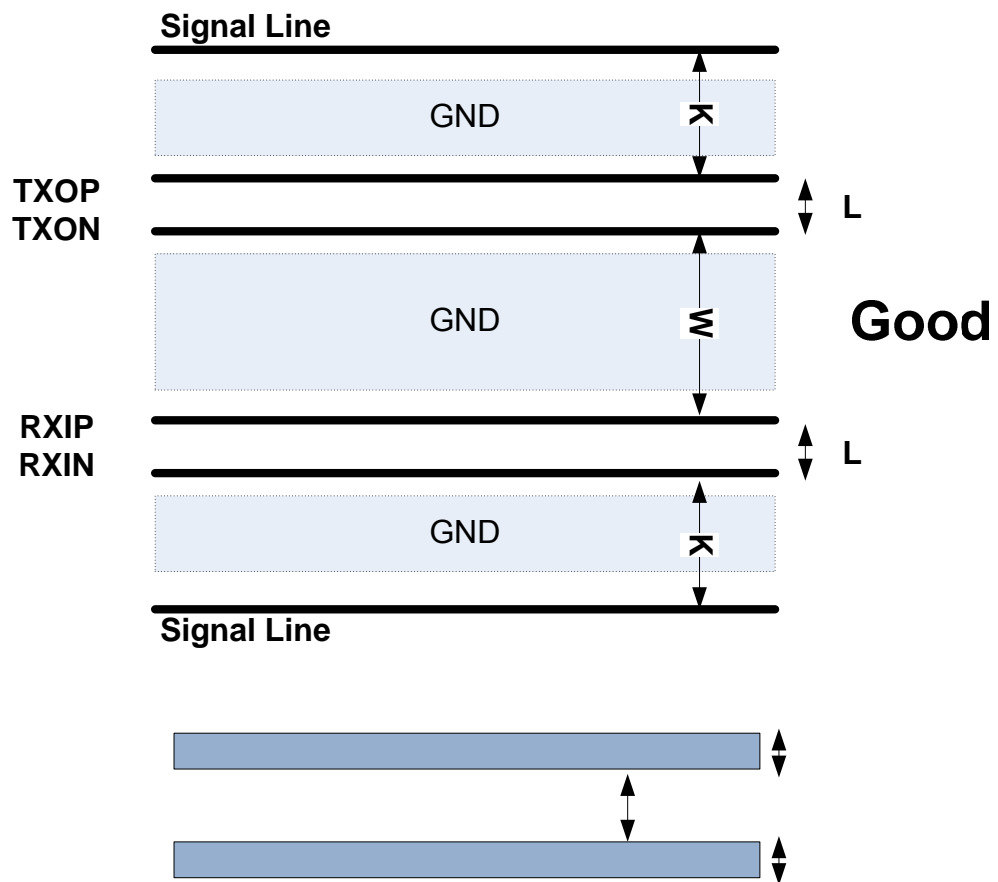 Signal Line
GND
K
TXOP
L
TXON
GND
W
Good
RXIP
L
RXIN
GND
K
Signal Line